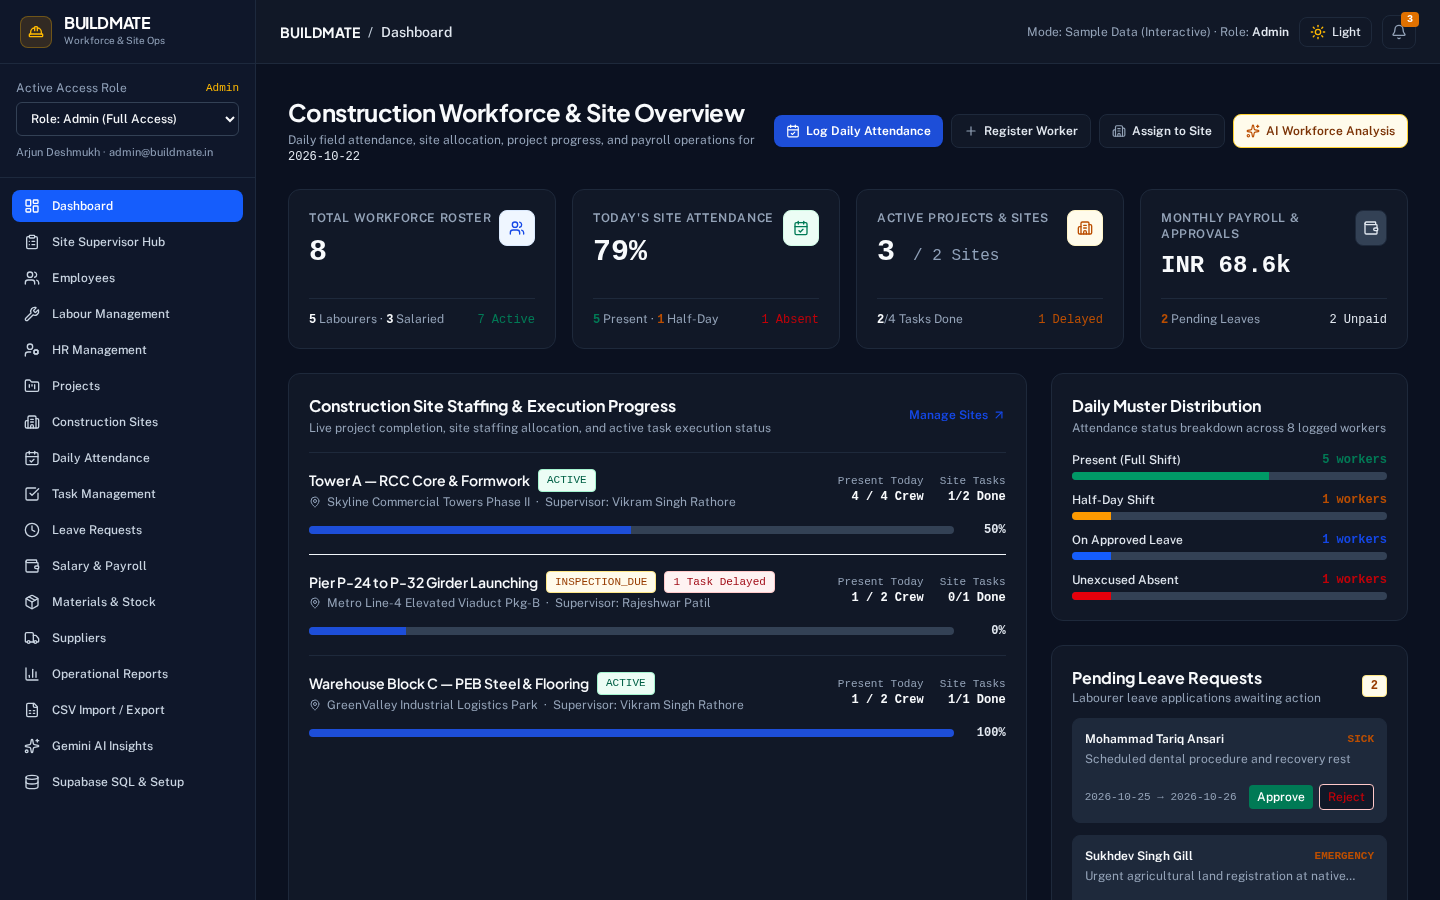 BUILDMATE
Workforce & Site Ops
Active Access Role
Admin
Role: Admin (Full Access)
Arjun Deshmukh · admin@buildmate.in
Dashboard
Site Supervisor Hub
Employees
Labour Management
HR Management
Projects
Construction Sites
Daily Attendance
Task Management
Leave Requests
Salary & Payroll
Materials & Stock
Suppliers
Operational Reports
CSV Import / Export
Gemini AI Insights
Supabase SQL & Setup
BUILDMATE / Dashboard
Mode: Sample Data (Interactive) · Role: Admin
Light
3
Construction Workforce & Site Overview
Daily field attendance, site allocation, project progress, and payroll operations for
2026-10-22
Log Daily Attendance
Register Worker
Assign to Site
AI Workforce Analysis
TOTAL WORKFORCE ROSTER
8
5 Labourers · 3 Salaried
7 Active
TODAY'S SITE ATTENDANCE
79%
5 Present · 1 Half-Day
1 Absent
ACTIVE PROJECTS & SITES
3 / 2 Sites
2/4 Tasks Done
1 Delayed
MONTHLY PAYROLL &
APPROVALS
INR 68.6k
2 Pending Leaves
2 Unpaid
Construction Site Staffing & Execution Progress
Live project completion, site staffing allocation, and active task execution status
Manage Sites
Tower A — RCC Core & Formwork
ACTIVE
Skyline Commercial Towers Phase II · Supervisor: Vikram Singh Rathore
Present Today
4 / 4 Crew
Site Tasks
1/2 Done
50%
Pier P-24 to P-32 Girder Launching
INSPECTION_DUE
1 Task Delayed
Metro Line-4 Elevated Viaduct Pkg-B · Supervisor: Rajeshwar Patil
Present Today
1 / 2 Crew
Site Tasks
0/1 Done
0%
Warehouse Block C — PEB Steel & Flooring
ACTIVE
GreenValley Industrial Logistics Park · Supervisor: Vikram Singh Rathore
Present Today
1 / 2 Crew
Site Tasks
1/1 Done
100%
Daily Muster Distribution
Attendance status breakdown across 8 logged workers
Present (Full Shift)
5 workers
Half-Day Shift
1 workers
On Approved Leave
1 workers
Unexcused Absent
1 workers
Pending Leave Requests
Labourer leave applications awaiting action
2
Mohammad Tariq Ansari
SICK
Scheduled dental procedure and recovery rest
2026-10-25 → 2026-10-26
Approve
Reject
Sukhdev Singh Gill
EMERGENCY
Urgent agricultural land registration at native...